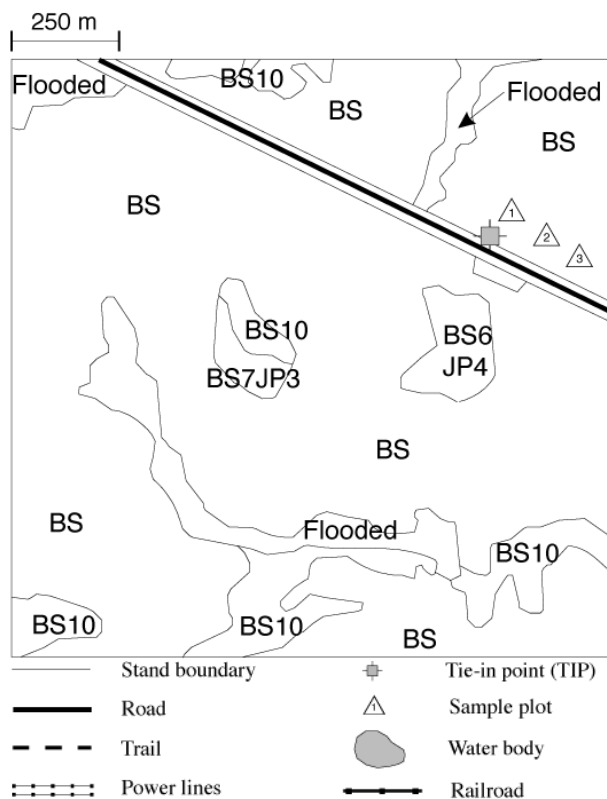 250 m
Flooded
BS10
BS
Flooded
BS
BS
1
2
3
BS10
BS7JP3
BS6
JP4
BS
BS
Flooded
BS10
BS10
BS10
BS
Stand boundary
Tie-in point (TIP)
Road
1
Sample plot
Trail
Water body
Power lines
Railroad